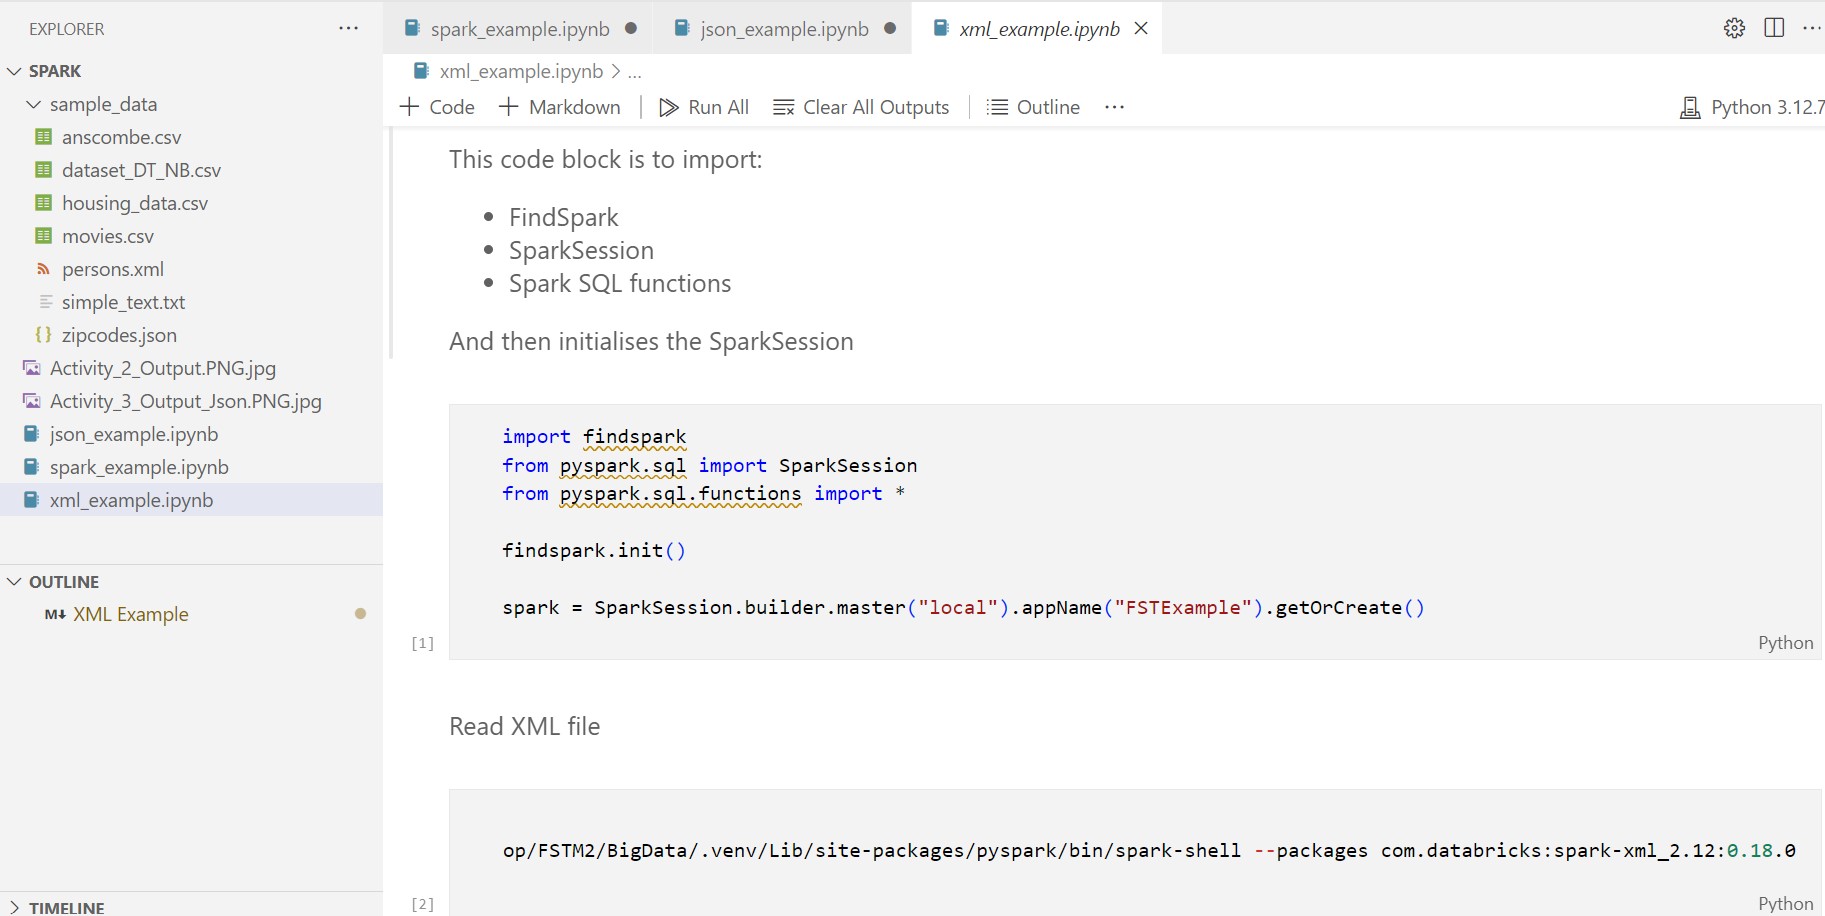 EXPLORER
SPARK
sample_data
anscombe.csv
dataset_DT_NB.csv
housing_data.csv
movies.csv
persons.xml
simple_text.txt
zipcodes.json
Activity_2_Output.PNG.jpg
Activity_3_Output_Json.PNG.jpg
json_example.ipynb
spark_example.ipynb
xml_example.ipynb
OUTLINE
M↓ XML Example
TIMELINE
spark_example.ipynb
json_example.ipynb
xml_example.ipynb
xml_example.ipynb > ...
+ Code + Markdown Run All Clear All Outputs Outline ... Python 3.12.7
This code block is to import:
• FindSpark
• SparkSession
• Spark SQL functions
And then initialises the SparkSession
import findspark
from pyspark.sql import SparkSession
from pyspark.sql.functions import *
findspark.init()
spark = SparkSession.builder.master("local").appName("FSTExample").getOrCreate()
[1]
Python
Read XML file
op/FSTM2/BigData/.venv/Lib/site-packages/pyspark/bin/spark-shell --packages com.databricks:spark-xml_2.12:0.18.0
[2]
Python